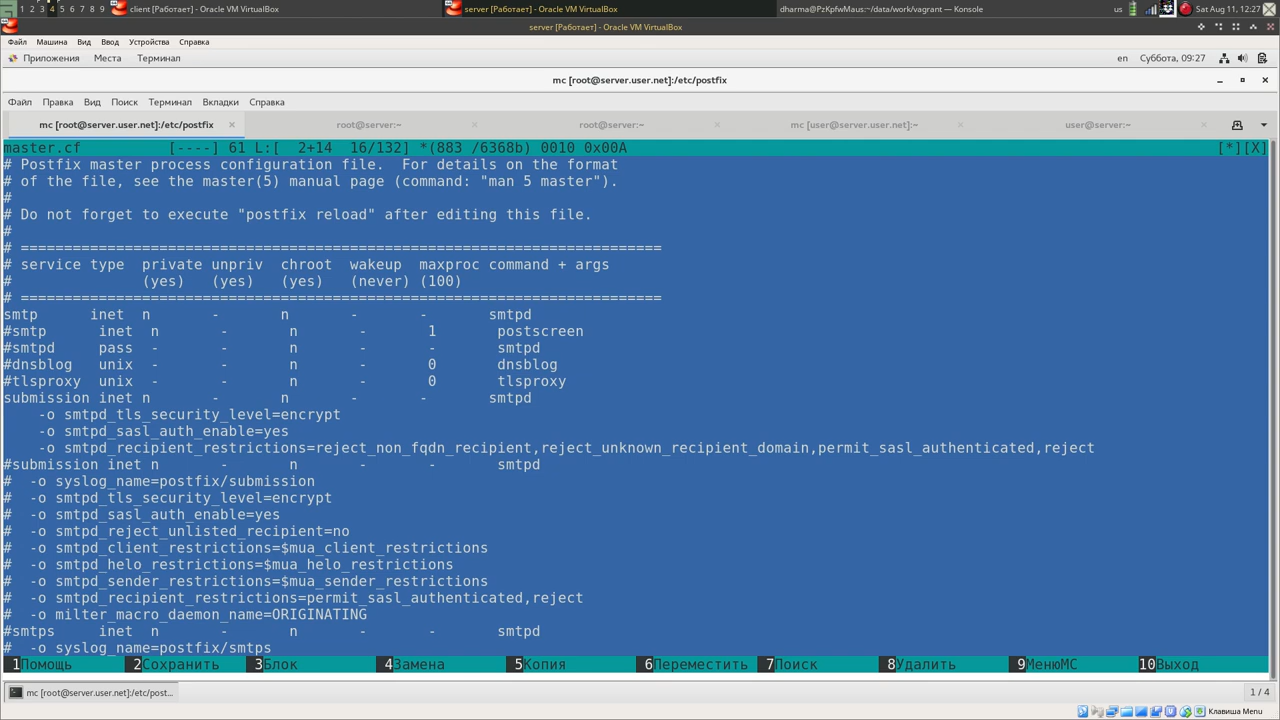 1 2 3 4 5 6 7 8 9 client [Работает] - Oracle VM VirtualBox server [Работает] - Oracle VM VirtualBox dharma@PzKpfwMaus:~/data/work/vagrant — Konsole us Sat Aug 11, 12:27
server [Работает] - Oracle VM VirtualBox
Файл Машина Вид Ввод Устройства Справка
Приложения Места Терминал en Суббота, 09:27
mc [root@server.user.net]:/etc/postfix
Файл Правка Вид Поиск Терминал Вкладки Справка
mc [root@server.user.net]:/etc/postfix × root@server:~ × root@server:~ × mc [user@server.user.net]:~ × user@server:~ ×
master.cf [----] 61 L:[ 2+14 16/132] *(883 /6368b) 0010 0x00A [*][X]
# Postfix master process configuration file. For details on the format
# of the file, see the master(5) manual page (command: "man 5 master").
#
# Do not forget to execute "postfix reload" after editing this file.
#
# ==========================================================================
# service type private unpriv chroot wakeup maxproc command + args
# (yes) (yes) (yes) (never) (100)
# ==========================================================================
smtp inet n - n - - smtpd
#smtp inet n - n - 1 postscreen
#smtpd pass - - n - - smtpd
#dnsblog unix - - n - 0 dnsblog
#tlsproxy unix - - n - 0 tlsproxy
submission inet n - n - - smtpd
-o smtpd_tls_security_level=encrypt
-o smtpd_sasl_auth_enable=yes
-o smtpd_recipient_restrictions=reject_non_fqdn_recipient,reject_unknown_recipient_domain,permit_sasl_authenticated,reject
#submission inet n - n - - smtpd
# -o syslog_name=postfix/submission
# -o smtpd_tls_security_level=encrypt
# -o smtpd_sasl_auth_enable=yes
# -o smtpd_reject_unlisted_recipient=no
# -o smtpd_client_restrictions=$mua_client_restrictions
# -o smtpd_helo_restrictions=$mua_helo_restrictions
# -o smtpd_sender_restrictions=$mua_sender_restrictions
# -o smtpd_recipient_restrictions=permit_sasl_authenticated,reject
# -o milter_macro_daemon_name=ORIGINATING
#smtps inet n - n - - smtpd
# -o syslog_name=postfix/smtps
1Помощь 2Сохранить 3Блок 4Замена 5Копия 6Переместить 7Поиск 8Удалить 9МенюMC 10Выход
mc [root@server.user.net]:/etc/post... 1 / 4
Клавиша Menu